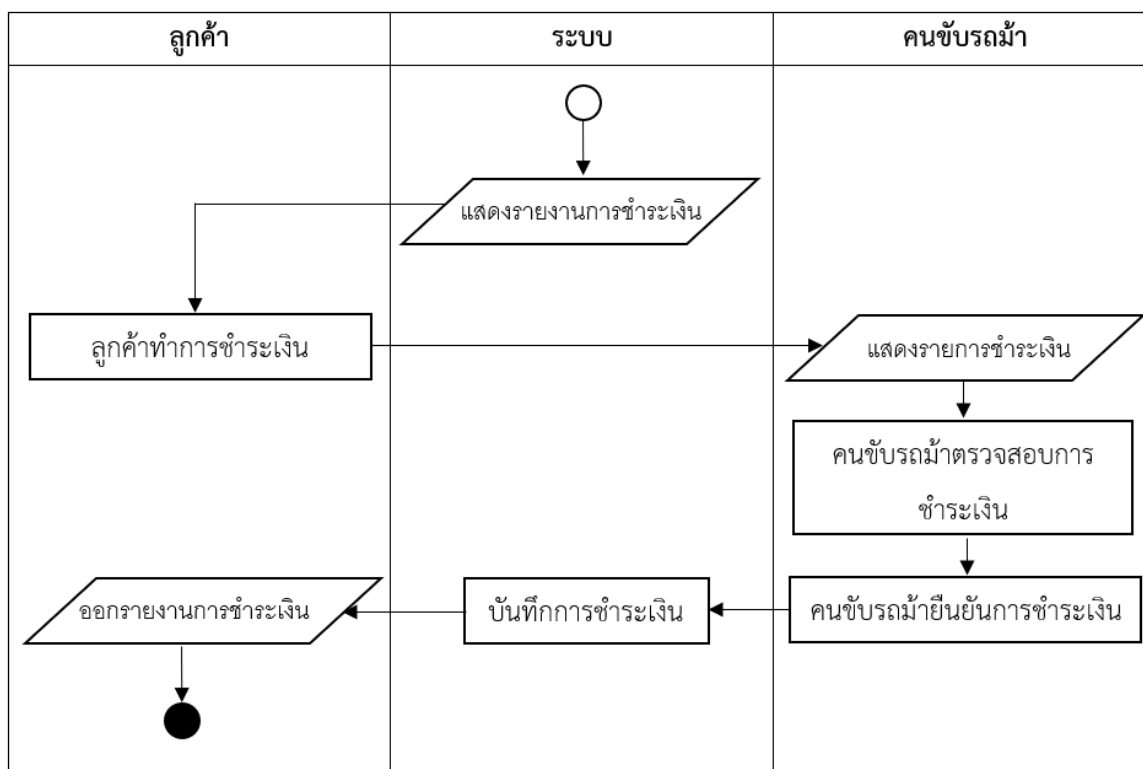 ลูกค้า
ระบบ
คนขับรถม้า
แสดงรายงานการชำระเงิน
ลูกค้าทำการชำระเงิน
แสดงรายการชำระเงิน
คนขับรถม้าตรวจสอบการ
ชำระเงิน
ออกรายงานการชำระเงิน
บันทึกการชำระเงิน
คนขับรถม้ายืนยันการชำระเงิน